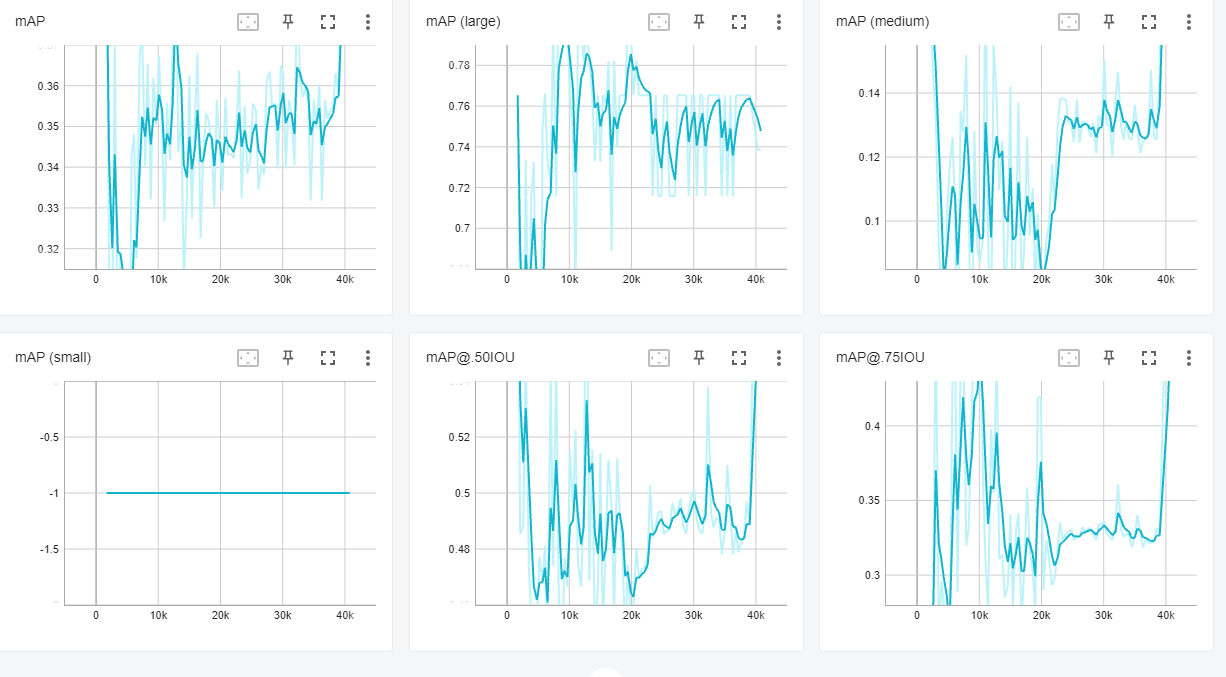 mAP
mAP (large)
mAP (medium)
0.36
0.35
0.34
0.33
0.32
0
10k
20k
30k
40k
0.78
0.76
0.74
0.72
0.7
0
10k
20k
30k
40k
0.14
0.12
0.1
0
10k
20k
30k
40k
mAP (small)
mAP@.50IOU
mAP@.75IOU
-0.5
-1
-1.5
0
10k
20k
30k
40k
0.52
0.5
0.48
0
10k
20k
30k
40k
0.4
0.35
0.3
0
10k
20k
30k
40k